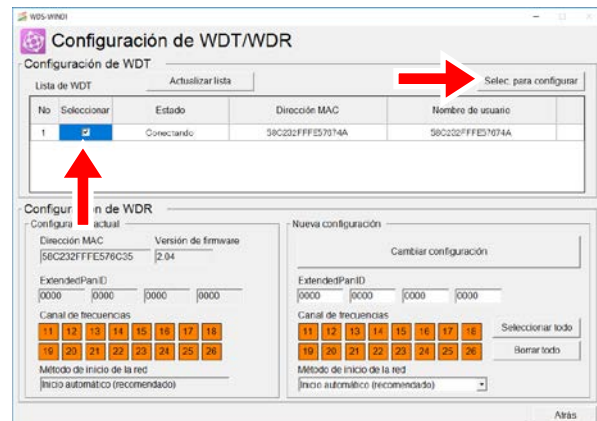 WDS-WIN01
Configuración de WDT/WDR
Configuración de WDT
Lista de WDT
Actualizar lista
Selec. para configurar
No Seleccionar Estado Dirección MAC Nombre de usuario
1 Conectando 58C232FFFE57674A 58C232FFFE57674A
de WDR
Configuración actual
Dirección MAC Versión de firmware
58C232FFFE576C35 2.04
ExtendedPanID
0000 0000 0000 0000
Canal de frecuencias
11 12 13 14 15 16 17 18
19 20 21 22 23 24 25 26
Método de inicio de la red
Inicio automático (recomendado)
Nueva configuración
Cambiar configuración
ExtendedPanID
0000 0000 0000 0000
Canal de frecuencias
11 12 13 14 15 16 17 18
Seleccionar todo
19 20 21 22 23 24 25 26
Borrar todo
Método de inicio de la red
Inicio automático (recomendado)
Atrás